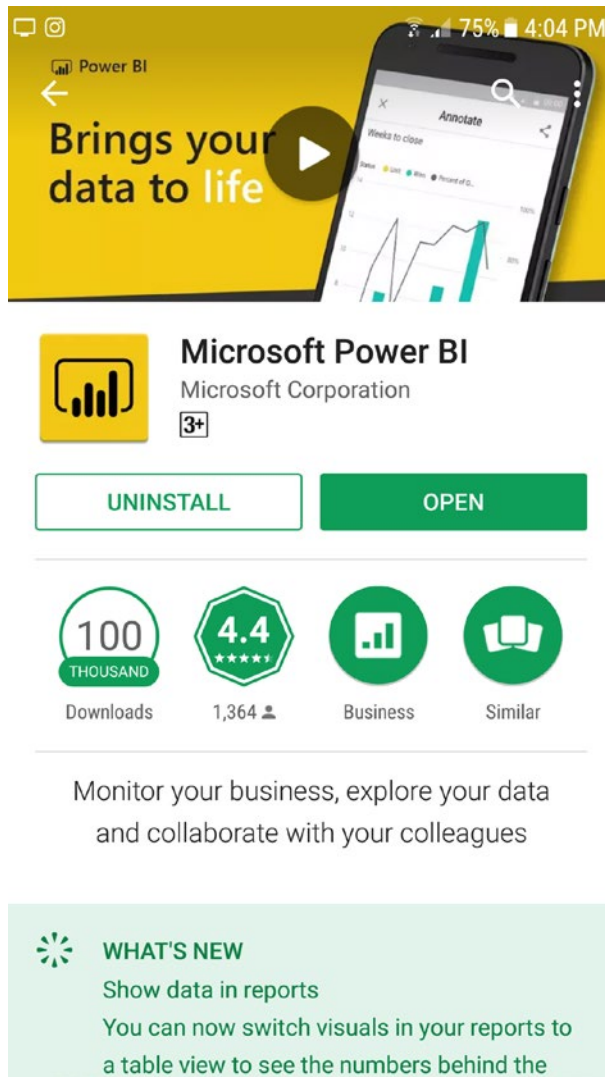 75% 4:04 PM
Power BI
Brings your
data to life
Annotate
Weeks to close
Status
100%
80%
Microsoft Power BI
Microsoft Corporation
3+
UNINSTALL
OPEN
100
THOUSAND
4.4
Downloads
1,364
Business
Similar
Monitor your business, explore your data
and collaborate with your colleagues
WHAT'S NEW
Show data in reports
You can now switch visuals in your reports to
a table view to see the numbers behind the